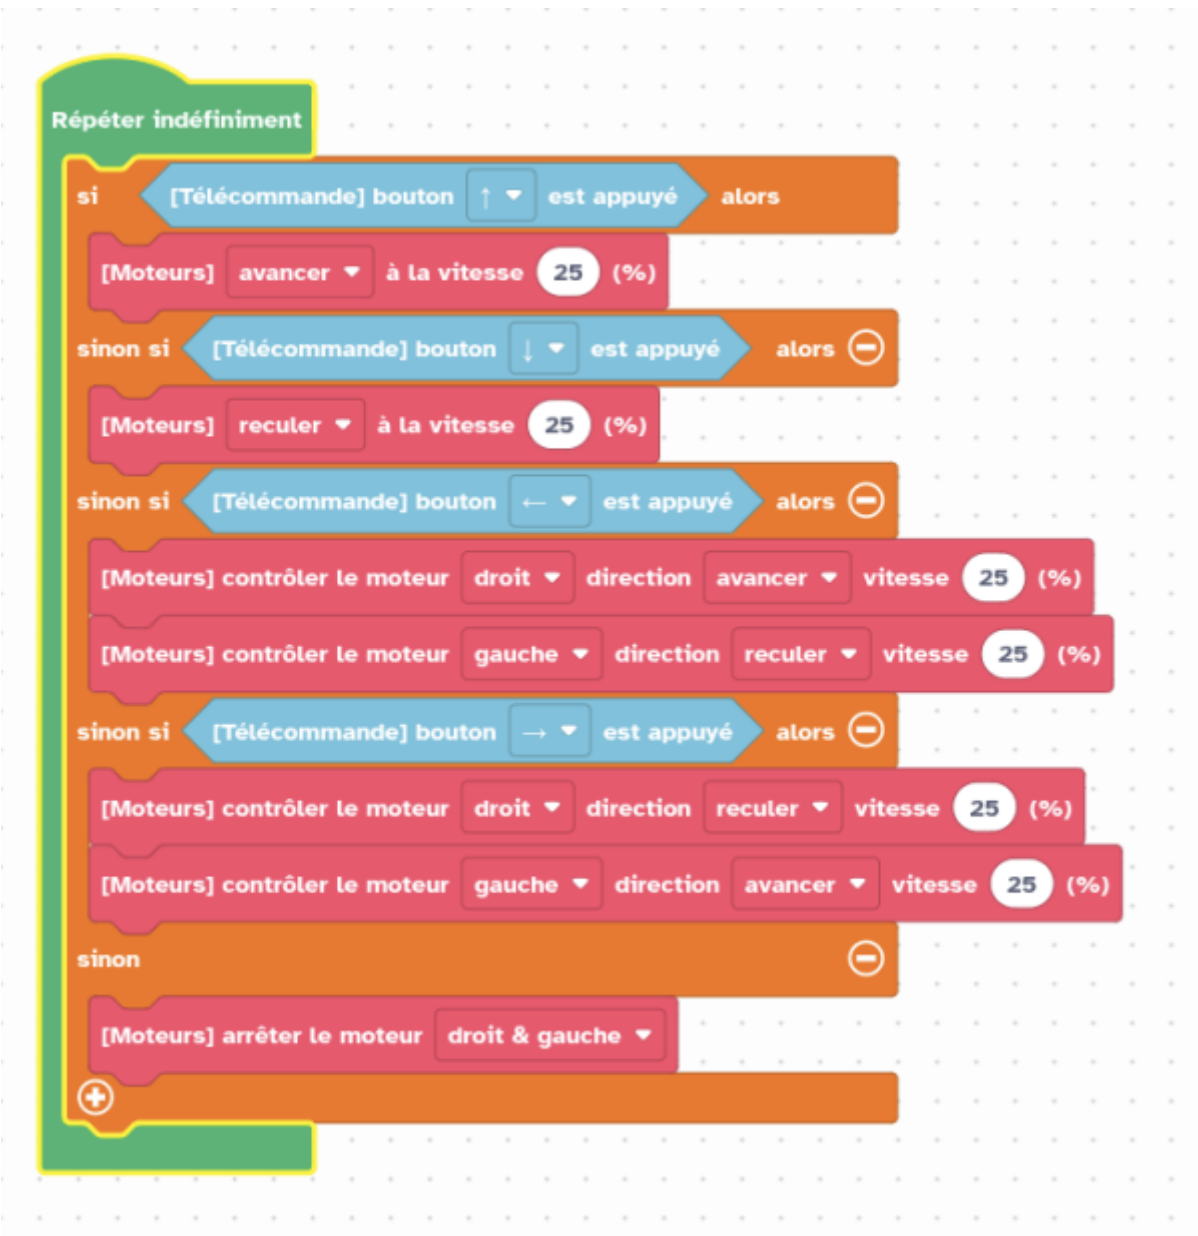 Répéter indéfiniment
si [Télécommande] bouton ↑ est appuyé alors
[Moteurs] avancer à la vitesse 25 (%)
sinon si [Télécommande] bouton ↓ est appuyé alors
[Moteurs] reculer à la vitesse 25 (%)
sinon si [Télécommande] bouton ← est appuyé alors
[Moteurs] contrôler le moteur droit direction avancer vitesse 25 (%)
[Moteurs] contrôler le moteur gauche direction reculer vitesse 25 (%)
sinon si [Télécommande] bouton → est appuyé alors
[Moteurs] contrôler le moteur droit direction reculer vitesse 25 (%)
[Moteurs] contrôler le moteur gauche direction avancer vitesse 25 (%)
sinon
[Moteurs] arrêter le moteur droit & gauche